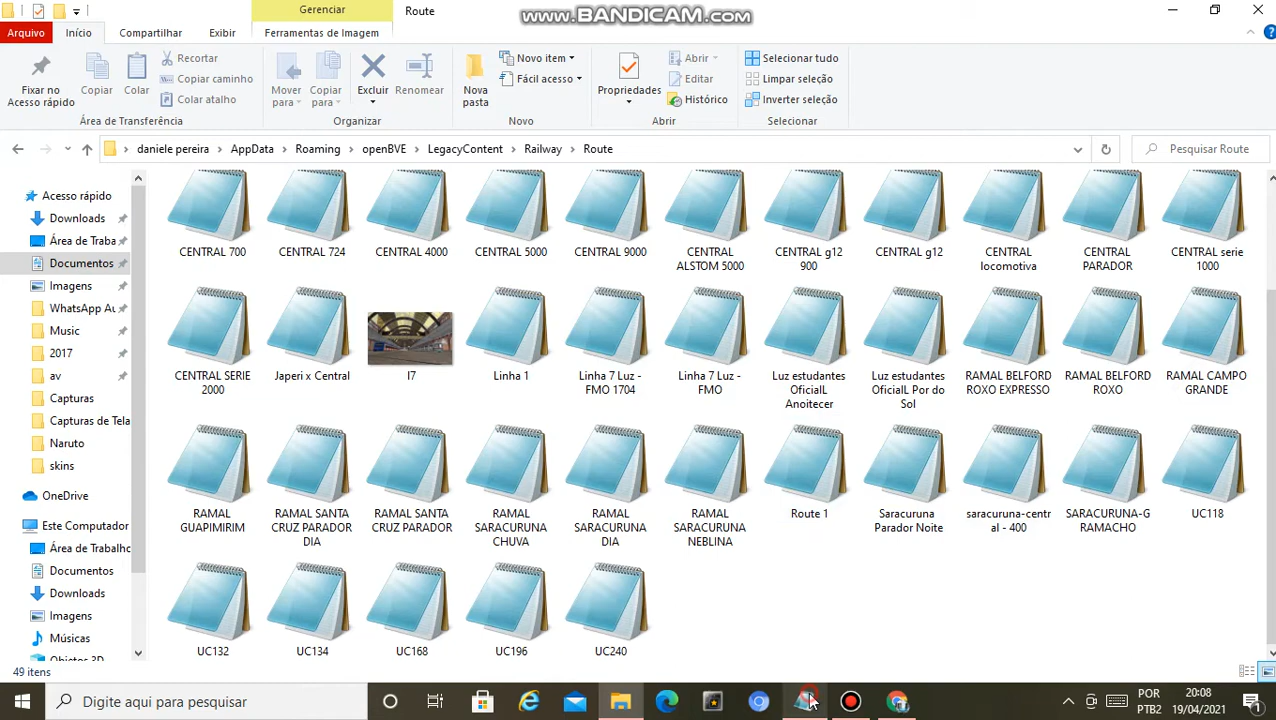 Gerenciar
Route
www.BANDICAM.com
Arquivo
Início
Compartilhar
Exibir
Ferramentas de Imagem
Fixar no
Acesso rápido
Copiar
Colar
Recortar
Copiar caminho
Colar atalho
Mover
para
Copiar
para
Excluir
Renomear
Nova
pasta
Novo item
Fácil acesso
Propriedades
Abrir
Editar
Histórico
Selecionar tudo
Limpar seleção
Inverter seleção
Área de Transferência
Organizar
Novo
Abrir
Selecionar
daniele pereira
AppData
Roaming
openBVE
LegacyContent
Railway
Route
Pesquisar Route
Acesso rápido
Downloads
Área de Traba
Documentos
Imagens
WhatsApp Au
Music
2017
av
Capturas
Capturas de Tela
Naruto
skins
OneDrive
Este Computador
Área de Trabalho
Documentos
Downloads
Imagens
Músicas
Objetos 3D
CENTRAL 700
CENTRAL 724
CENTRAL 4000
CENTRAL 5000
CENTRAL 9000
CENTRAL
ALSTOM 5000
CENTRAL g12
900
CENTRAL g12
CENTRAL
locomotiva
CENTRAL
PARADOR
CENTRAL serie
1000
CENTRAL SERIE
2000
Japeri x Central
l7
Linha 1
Linha 7 Luz -
FMO 1704
Linha 7 Luz -
FMO
Luz estudantes
OficialL
Anoitecer
Luz estudantes
OficialL Por do
Sol
RAMAL BELFORD
ROXO EXPRESSO
RAMAL BELFORD
ROXO
RAMAL CAMPO
GRANDE
RAMAL
GUAPIMIRIM
RAMAL SANTA
CRUZ PARADOR
DIA
RAMAL SANTA
CRUZ PARADOR
RAMAL
SARACURUNA
CHUVA
RAMAL
SARACURUNA
DIA
RAMAL
SARACURUNA
NEBLINA
Route 1
Saracuruna
Parador Noite
saracuruna-centr
al - 400
SARACURUNA-G
RAMACHO
UC118
UC132
UC134
UC168
UC196
UC240
49 itens
Digite aqui para pesquisar
POR
PTB2
20:08
19/04/2021
1